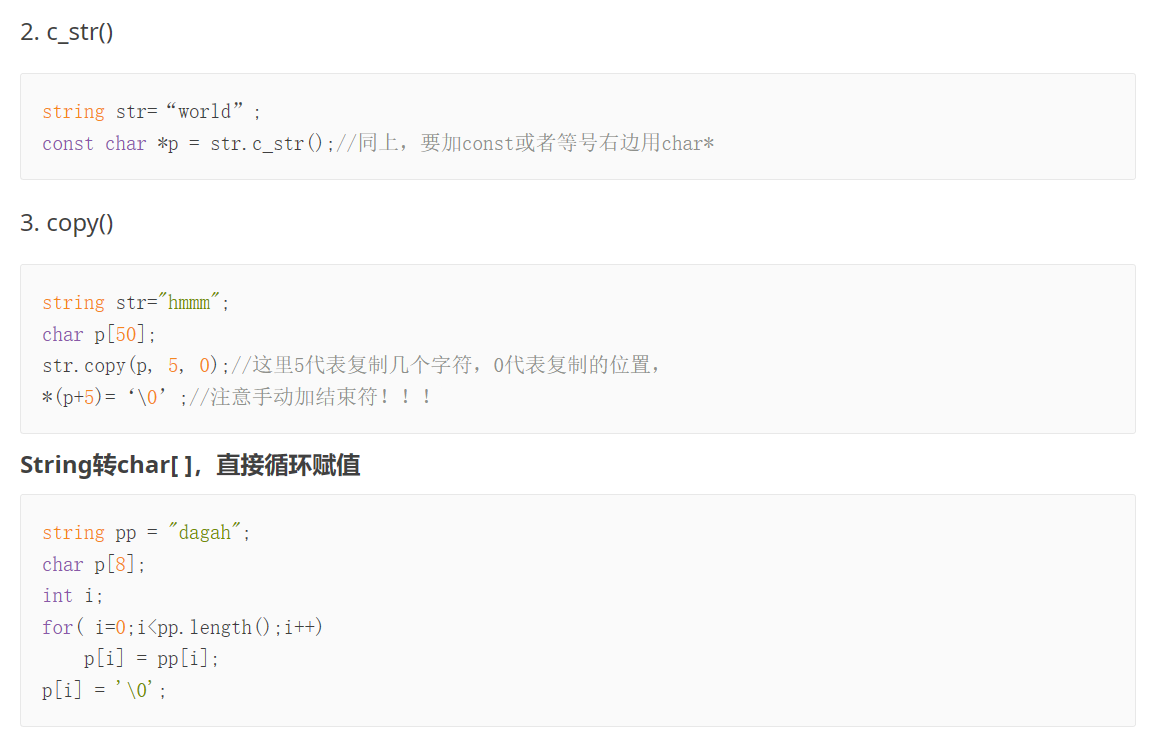 2. c_str()
string str=“world”;
const char *p = str.c_str();//同上，要加const或者等号右边用char*
3. copy()
string str="hmmm";
char p[50];
str.copy(p, 5, 0);//这里5代表复制几个字符，0代表复制的位置，
*(p+5)=‘\0’;//注意手动加结束符！！！
String转char[ ]，直接循环赋值
string pp = "dagah";
char p[8];
int i;
for( i=0;i<pp.length();i++)
    p[i] = pp[i];
p[i] = '\0';